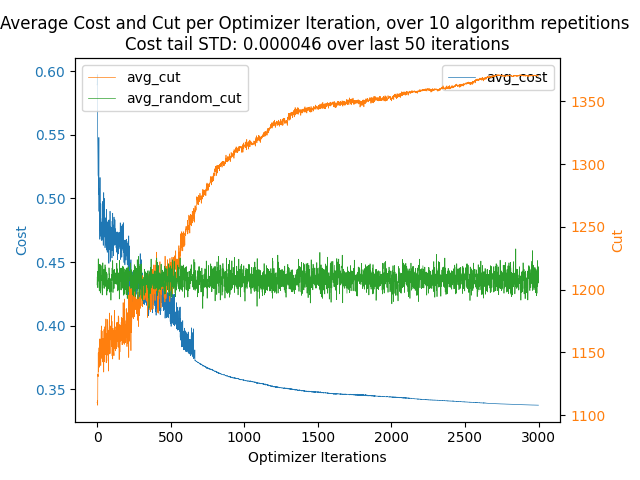 Average Cost and Cut per Optimizer Iteration, over 10 algorithm repetitions
Cost tail STD: 0.000046 over last 50 iterations
avg_cut
avg_random_cut
avg_cost
0.60
0.55
0.50
0.45
0.40
0.35
Cost
1350
1300
1250
1200
1150
1100
Cut
0
500
1000
1500
2000
2500
3000
Optimizer Iterations